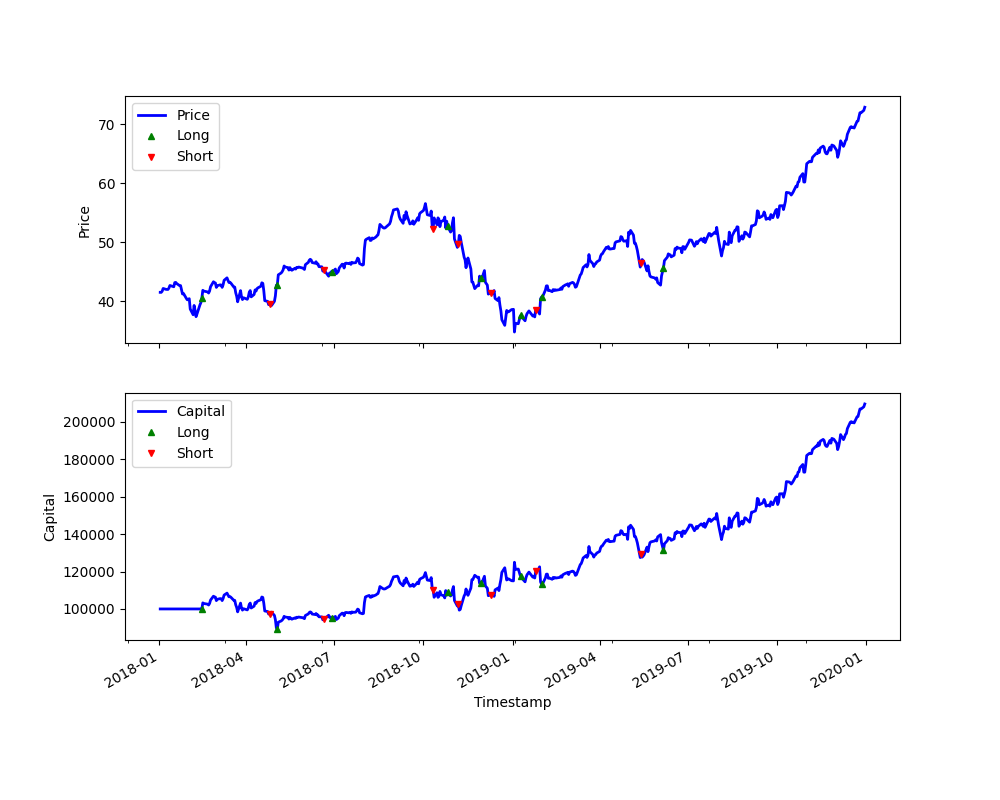 Price
Long
Short
70
60
50
40
Price
Capital
Long
Short
200000
180000
160000
140000
120000
100000
Capital
2018-01
2018-04
2018-07
2018-10
2019-01
2019-04
2019-07
2019-10
2020-01
Timestamp